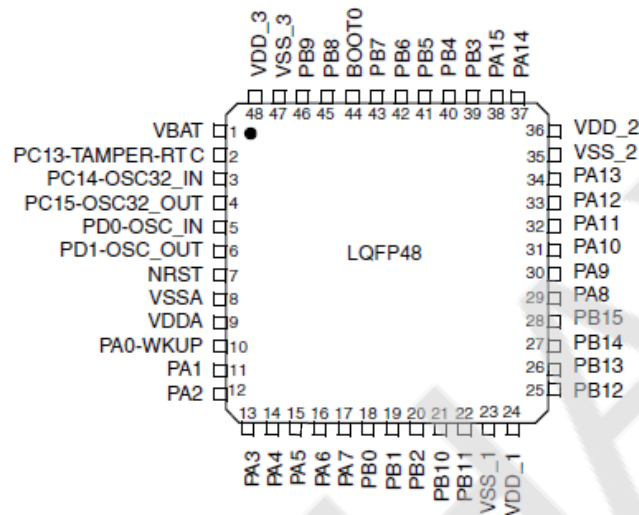 VDD_3
VSS_3
PB9
PB8
BOOT0
PB7
PB6
PB5
PB4
PB3
PA15
PA14
48 47 46 45 44 43 42 41 40 39 38 37
VBAT 1
PC13-TAMPER-RTC 2
PC14-OSC32_IN 3
PC15-OSC32_OUT 4
PD0-OSC_IN 5
PD1-OSC_OUT 6
NRST 7
VSSA 8
VDDA 9
PA0-WKUP 10
PA1 11
PA2 12
LQFP48
36 VDD_2
35 VSS_2
34 PA13
33 PA12
32 PA11
31 PA10
30 PA9
29 PA8
28 PB15
27 PB14
26 PB13
25 PB12
13 14 15 16 17 18 19 20 21 22 23 24
PA3
PA4
PA5
PA6
PA7
PB0
PB1
PB2
PB10
PB11
VSS_1
VDD_1